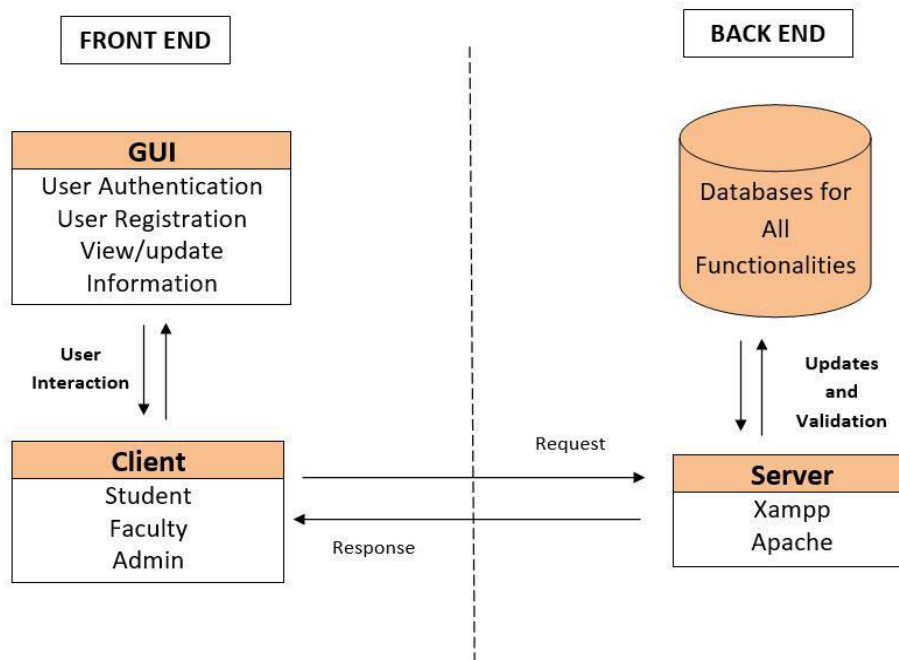 FRONT END
BACK END
GUI
User Authentication
User Registration
View/update
Information
Databases for
All
Functionalities
User
Interaction
Updates
and
Validation
Client
Student
Faculty
Admin
Request
Response
Server
Xampp
Apache